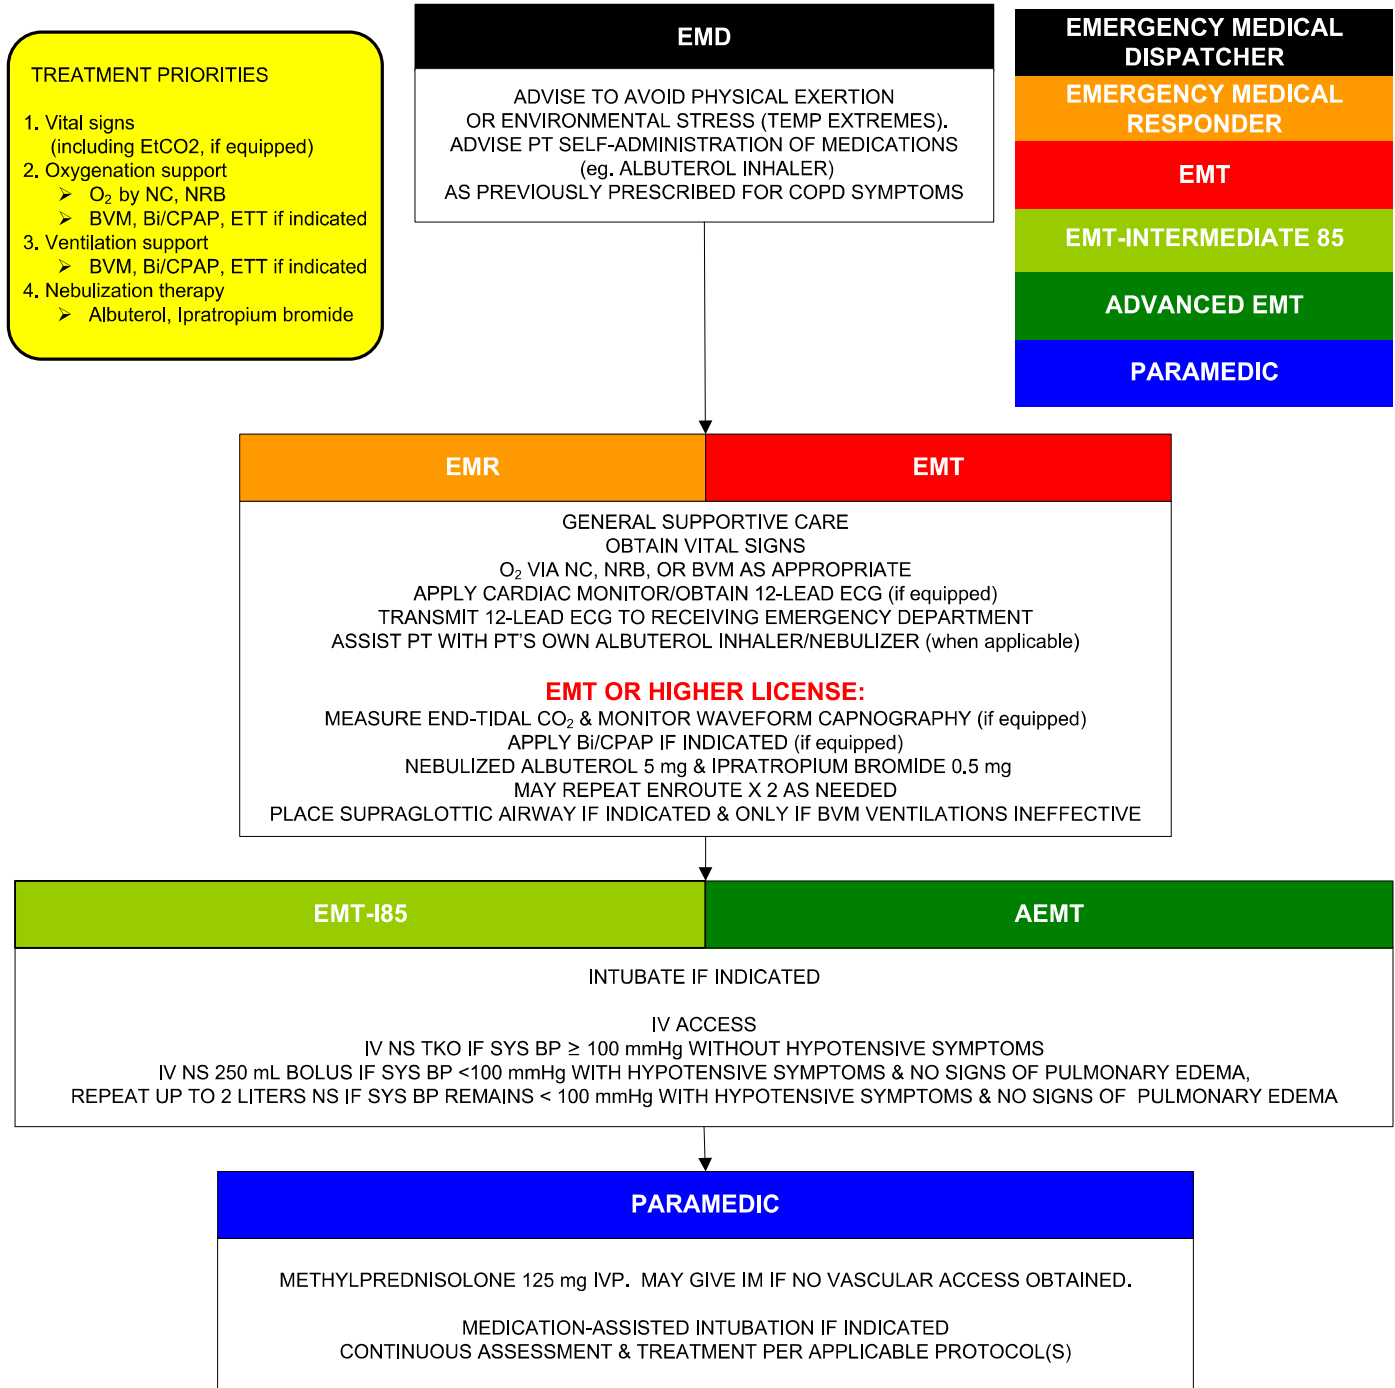 TREATMENT PRIORITIES
1. Vital signs
(including EtCO2, if equipped)
2. Oxygenation support
➢ O₂ by NC, NRB
➢ BVM, Bi/CPAP, ETT if indicated
3. Ventilation support
➢ BVM, Bi/CPAP, ETT if indicated
4. Nebulization therapy
➢ Albuterol, Ipratropium bromide
EMD
ADVISE TO AVOID PHYSICAL EXERTION
OR ENVIRONMENTAL STRESS (TEMP EXTREMES).
ADVISE PT SELF-ADMINISTRATION OF MEDICATIONS
(eg. ALBUTEROL INHALER)
AS PREVIOUSLY PRESCRIBED FOR COPD SYMPTOMS
EMERGENCY MEDICAL
DISPATCHER
EMERGENCY MEDICAL
RESPONDER
EMT
EMT-INTERMEDIATE 85
ADVANCED EMT
PARAMEDIC
EMR
EMT
GENERAL SUPPORTIVE CARE
OBTAIN VITAL SIGNS
O₂ VIA NC, NRB, OR BVM AS APPROPRIATE
APPLY CARDIAC MONITOR/OBTAIN 12-LEAD ECG (if equipped)
TRANSMIT 12-LEAD ECG TO RECEIVING EMERGENCY DEPARTMENT
ASSIST PT WITH PT'S OWN ALBUTEROL INHALER/NEBULIZER (when applicable)
EMT OR HIGHER LICENSE:
MEASURE END-TIDAL CO₂ & MONITOR WAVEFORM CAPNOGRAPHY (if equipped)
APPLY Bi/CPAP IF INDICATED (if equipped)
NEBULIZED ALBUTEROL 5 mg & IPRATROPIUM BROMIDE 0.5 mg
MAY REPEAT ENROUTE X 2 AS NEEDED
PLACE SUPRAGLOTTIC AIRWAY IF INDICATED & ONLY IF BVM VENTILATIONS INEFFECTIVE
EMT-I85
AEMT
INTUBATE IF INDICATED
IV ACCESS
IV NS TKO IF SYS BP ≥ 100 mmHg WITHOUT HYPOTENSIVE SYMPTOMS
IV NS 250 mL BOLUS IF SYS BP <100 mmHg WITH HYPOTENSIVE SYMPTOMS & NO SIGNS OF PULMONARY EDEMA,
REPEAT UP TO 2 LITERS NS IF SYS BP REMAINS < 100 mmHg WITH HYPOTENSIVE SYMPTOMS & NO SIGNS OF PULMONARY EDEMA
PARAMEDIC
METHYLPREDNISOLONE 125 mg IVP. MAY GIVE IM IF NO VASCULAR ACCESS OBTAINED.
MEDICATION-ASSISTED INTUBATION IF INDICATED
CONTINUOUS ASSESSMENT & TREATMENT PER APPLICABLE PROTOCOL(S)